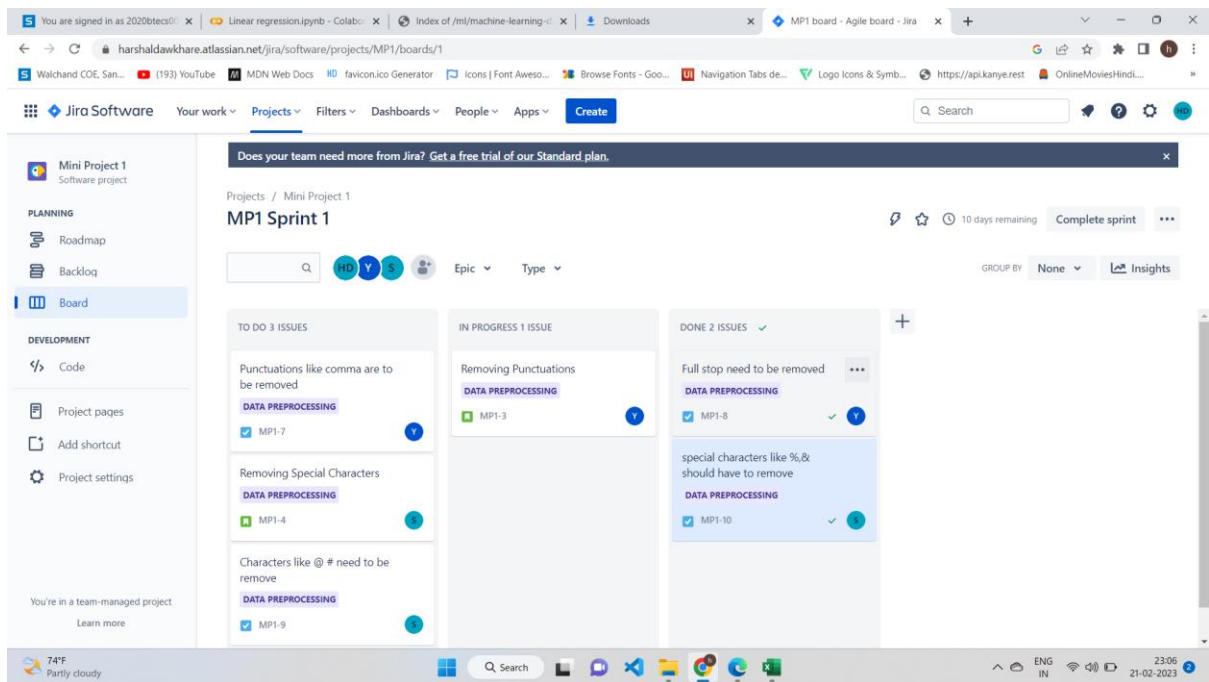 You are signed in as 2020btecs00
Linear regression.ipynb - Colabo
Index of /ml/machine-learning-d
Downloads
MP1 board - Agile board - Jira
harshaldawkhare.atlassian.net/jira/software/projects/MP1/boards/1
Walchand COE, San...
(193) YouTube
MDN Web Docs
HD favicon.ico Generator
Icons | Font Aweso...
Browse Fonts - Goo...
Navigation Tabs de...
Logo Icons & Symb...
https://api.kanye.rest
OnlineMoviesHindi....
Jira Software
Your work
Projects
Filters
Dashboards
People
Apps
Create
Search
HD
Mini Project 1
Software project
PLANNING
Roadmap
Backlog
Board
DEVELOPMENT
Code
Project pages
Add shortcut
Project settings
You're in a team-managed project
Learn more
Does your team need more from Jira? Get a free trial of our Standard plan.
Projects / Mini Project 1
MP1 Sprint 1
10 days remaining
Complete sprint
HD Y S
Epic
Type
GROUP BY None
Insights
TO DO 3 ISSUES
Punctuations like comma are to
be removed
DATA PREPROCESSING
MP1-7 Y
Removing Special Characters
DATA PREPROCESSING
MP1-4 S
Characters like @ # need to be
remove
DATA PREPROCESSING
MP1-9 S
IN PROGRESS 1 ISSUE
Removing Punctuations
DATA PREPROCESSING
MP1-3 Y
DONE 2 ISSUES
Full stop need to be removed
DATA PREPROCESSING
MP1-8 Y
special characters like %,&
should have to remove
DATA PREPROCESSING
MP1-10 S
74°F
Partly cloudy
Search
ENG
IN
23:06
21-02-2023
2